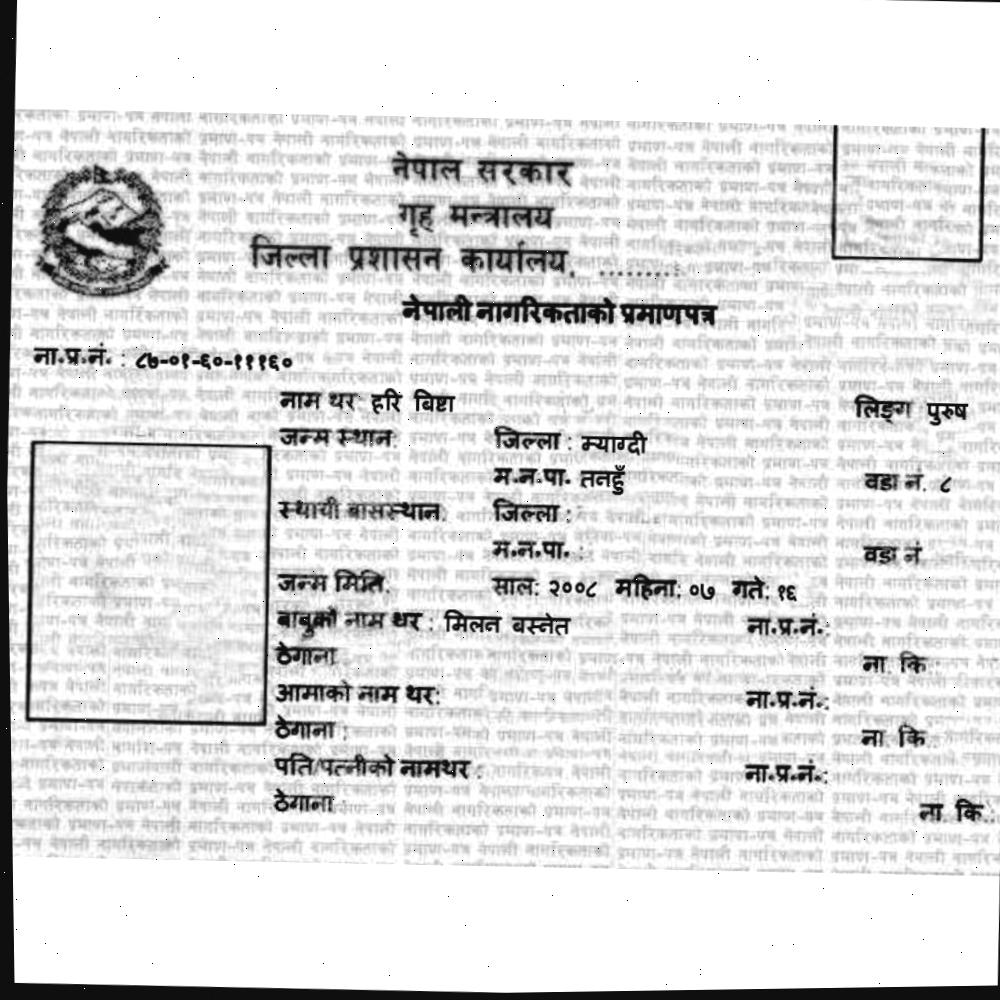 नेपाल सरकार
गृह मन्त्रालय
जिल्ला प्रशासन कार्यालय, .........
नेपाली नागरिकताको प्रमाणपत्र
ना.प्र.नं. : ८७-०१-६०-१११६०
नाम थर: हरि बिष्टा लिङ्ग पुरुष
जन्म स्थान: जिल्ला : म्याग्दी
म.न.पा. तनहुँ वडा नं. ८
स्थायी बासस्थान: जिल्ला :
म.न.पा. : वडा नं
जन्म मिति: साल: २००८ महिना: ०७ गते: १६
बाबुको नाम थर : मिलन बस्नेत ना.प्र.नं.:
ठेगाना ना. कि.:
आमाको नाम थर: ना.प्र.नं.:
ठेगाना : ना. कि.:
पति/पत्नीको नामथर : ना.प्र.नं.:
ठेगाना ना. कि.: